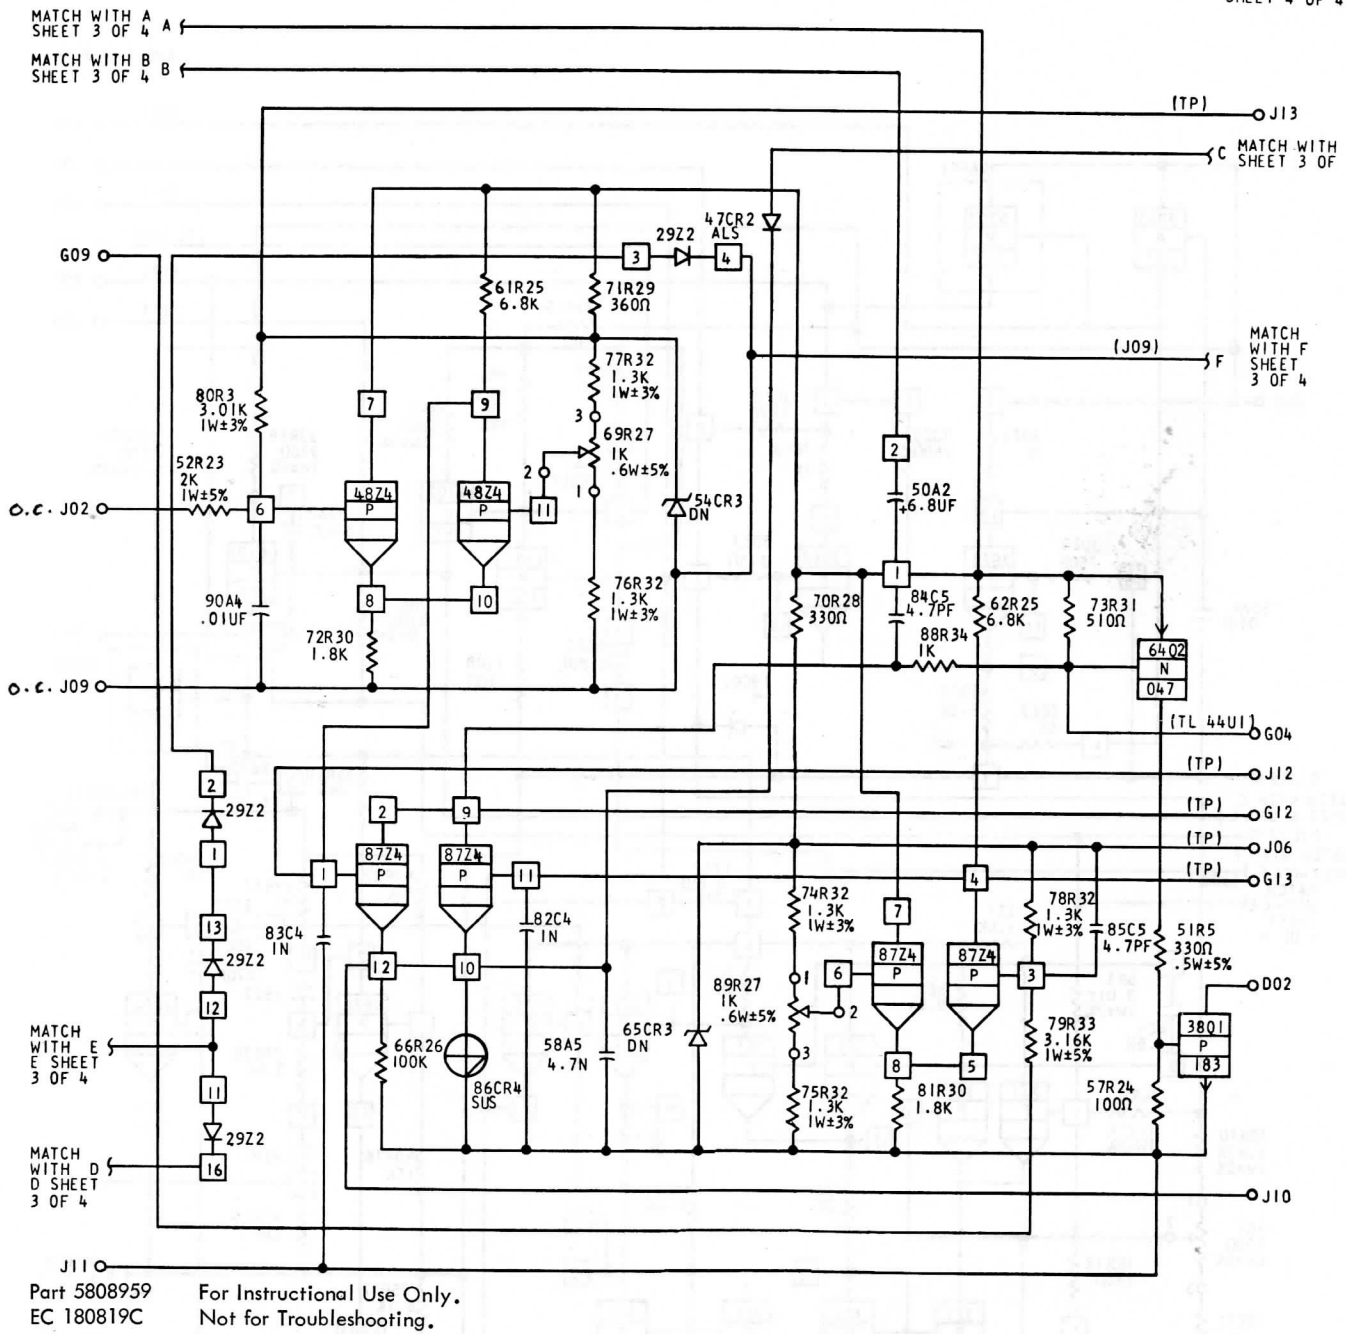 SHEET 4 OF 4
MATCH WITH A
SHEET 3 OF 4 A
MATCH WITH B
SHEET 3 OF 4 B
(TP)
J13
C MATCH WITH
SHEET 3 OF
47CR2
ALS
29Z2
G09
3
4
61R25
6.8K
71R29
360Ω
(J09)
F
MATCH
WITH F
SHEET
3 OF 4
77R32
1.3K
1W±3%
80R3
3.01K
1W±3%
7
9
3
69R27
1K
.6W±5%
2
1
2
52R23
2K
1W±5%
o.c. J02
6
48Z4
P
48Z4
P
11
54CR3
DN
50A2
+6.8UF
1
90A4
.01UF
8
10
76R32
1.3K
1W±3%
72R30
1.8K
70R28
330Ω
84C5
4.7PF
62R25
6.8K
73R31
510Ω
88R34
1K
64Q2
N
047
o.c. J09
(TL 44U1)
G04
(TP)
J12
2
29Z2
1
2
9
(TP)
G12
(TP)
J06
(TP)
G13
1
87Z4
P
87Z4
P
11
4
83C4
1N
82C4
1N
74R32
1.3K
1W±3%
7
78R32
1.3K
1W±3%
85C5
4.7PF
51R5
330Ω
.5W±5%
13
29Z2
12
12
10
1
6
87Z4
P
87Z4
P
3
D02
89R27
1K
.6W±5%
2
3
38Q1
P
183
MATCH
WITH E
E SHEET
3 OF 4
11
66R26
100K
86CR4
SUS
58A5
4.7N
65CR3
DN
79R33
3.16K
1W±5%
8
5
75R32
1.3K
1W±3%
81R30
1.8K
57R24
100Ω
29Z2
MATCH
WITH D
D SHEET
3 OF 4
16
J10
J11
Part 5808959 For Instructional Use Only.
EC 180819C Not for Troubleshooting.